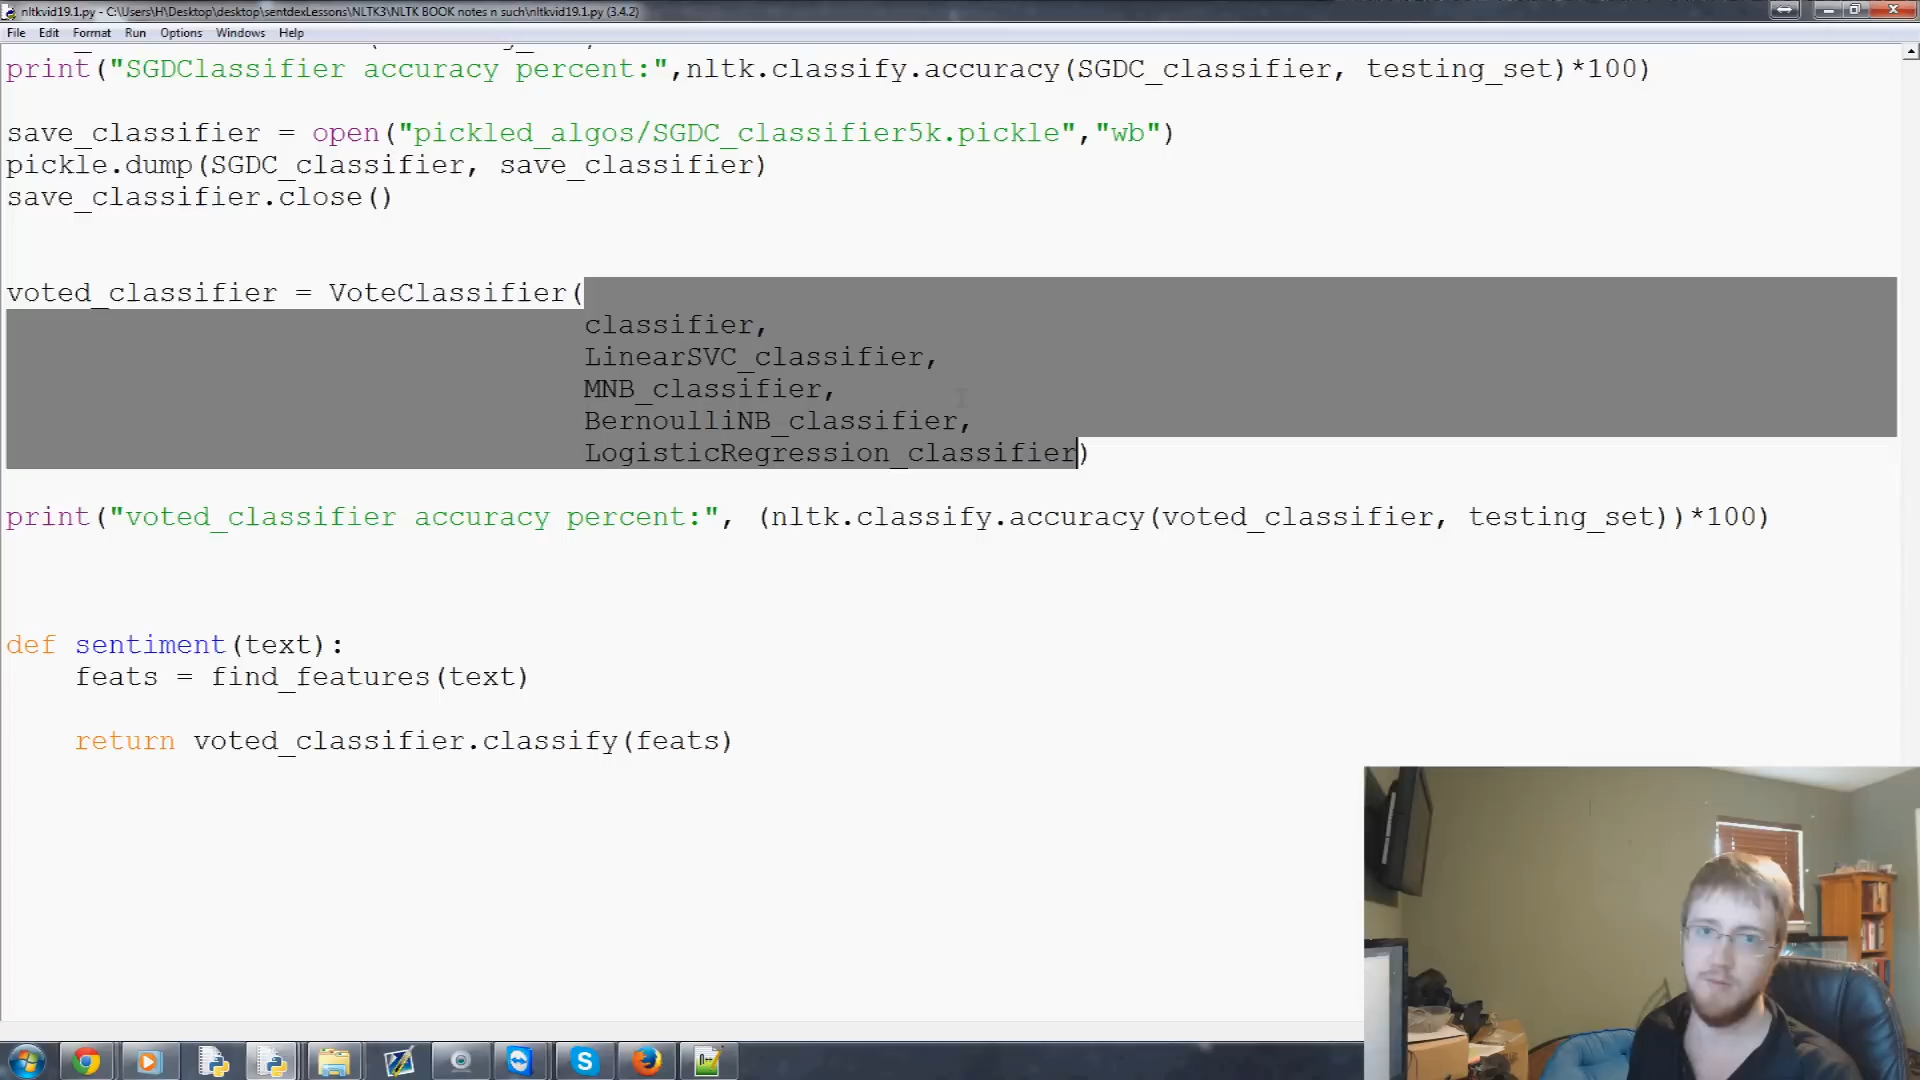 nltkvid19.1.py - C:\Users\H\Desktop\desktop\sentdexLessons\NLTK3\NLTK BOOK notes n such\nltkvid19.1.py (3.4.2)
File Edit Format Run Options Windows Help
print("SGDClassifier accuracy percent:",nltk.classify.accuracy(SGDC_classifier, testing_set)*100)
save_classifier = open("pickled_algos/SGDC_classifier5k.pickle","wb")
pickle.dump(SGDC_classifier, save_classifier)
save_classifier.close()
voted_classifier = VoteClassifier(
classifier,
LinearSVC_classifier,
MNB_classifier,
BernoulliNB_classifier,
LogisticRegression_classifier)
print("voted_classifier accuracy percent:", (nltk.classify.accuracy(voted_classifier, testing_set))*100)
def sentiment(text):
    feats = find_features(text)
    return voted_classifier.classify(feats)